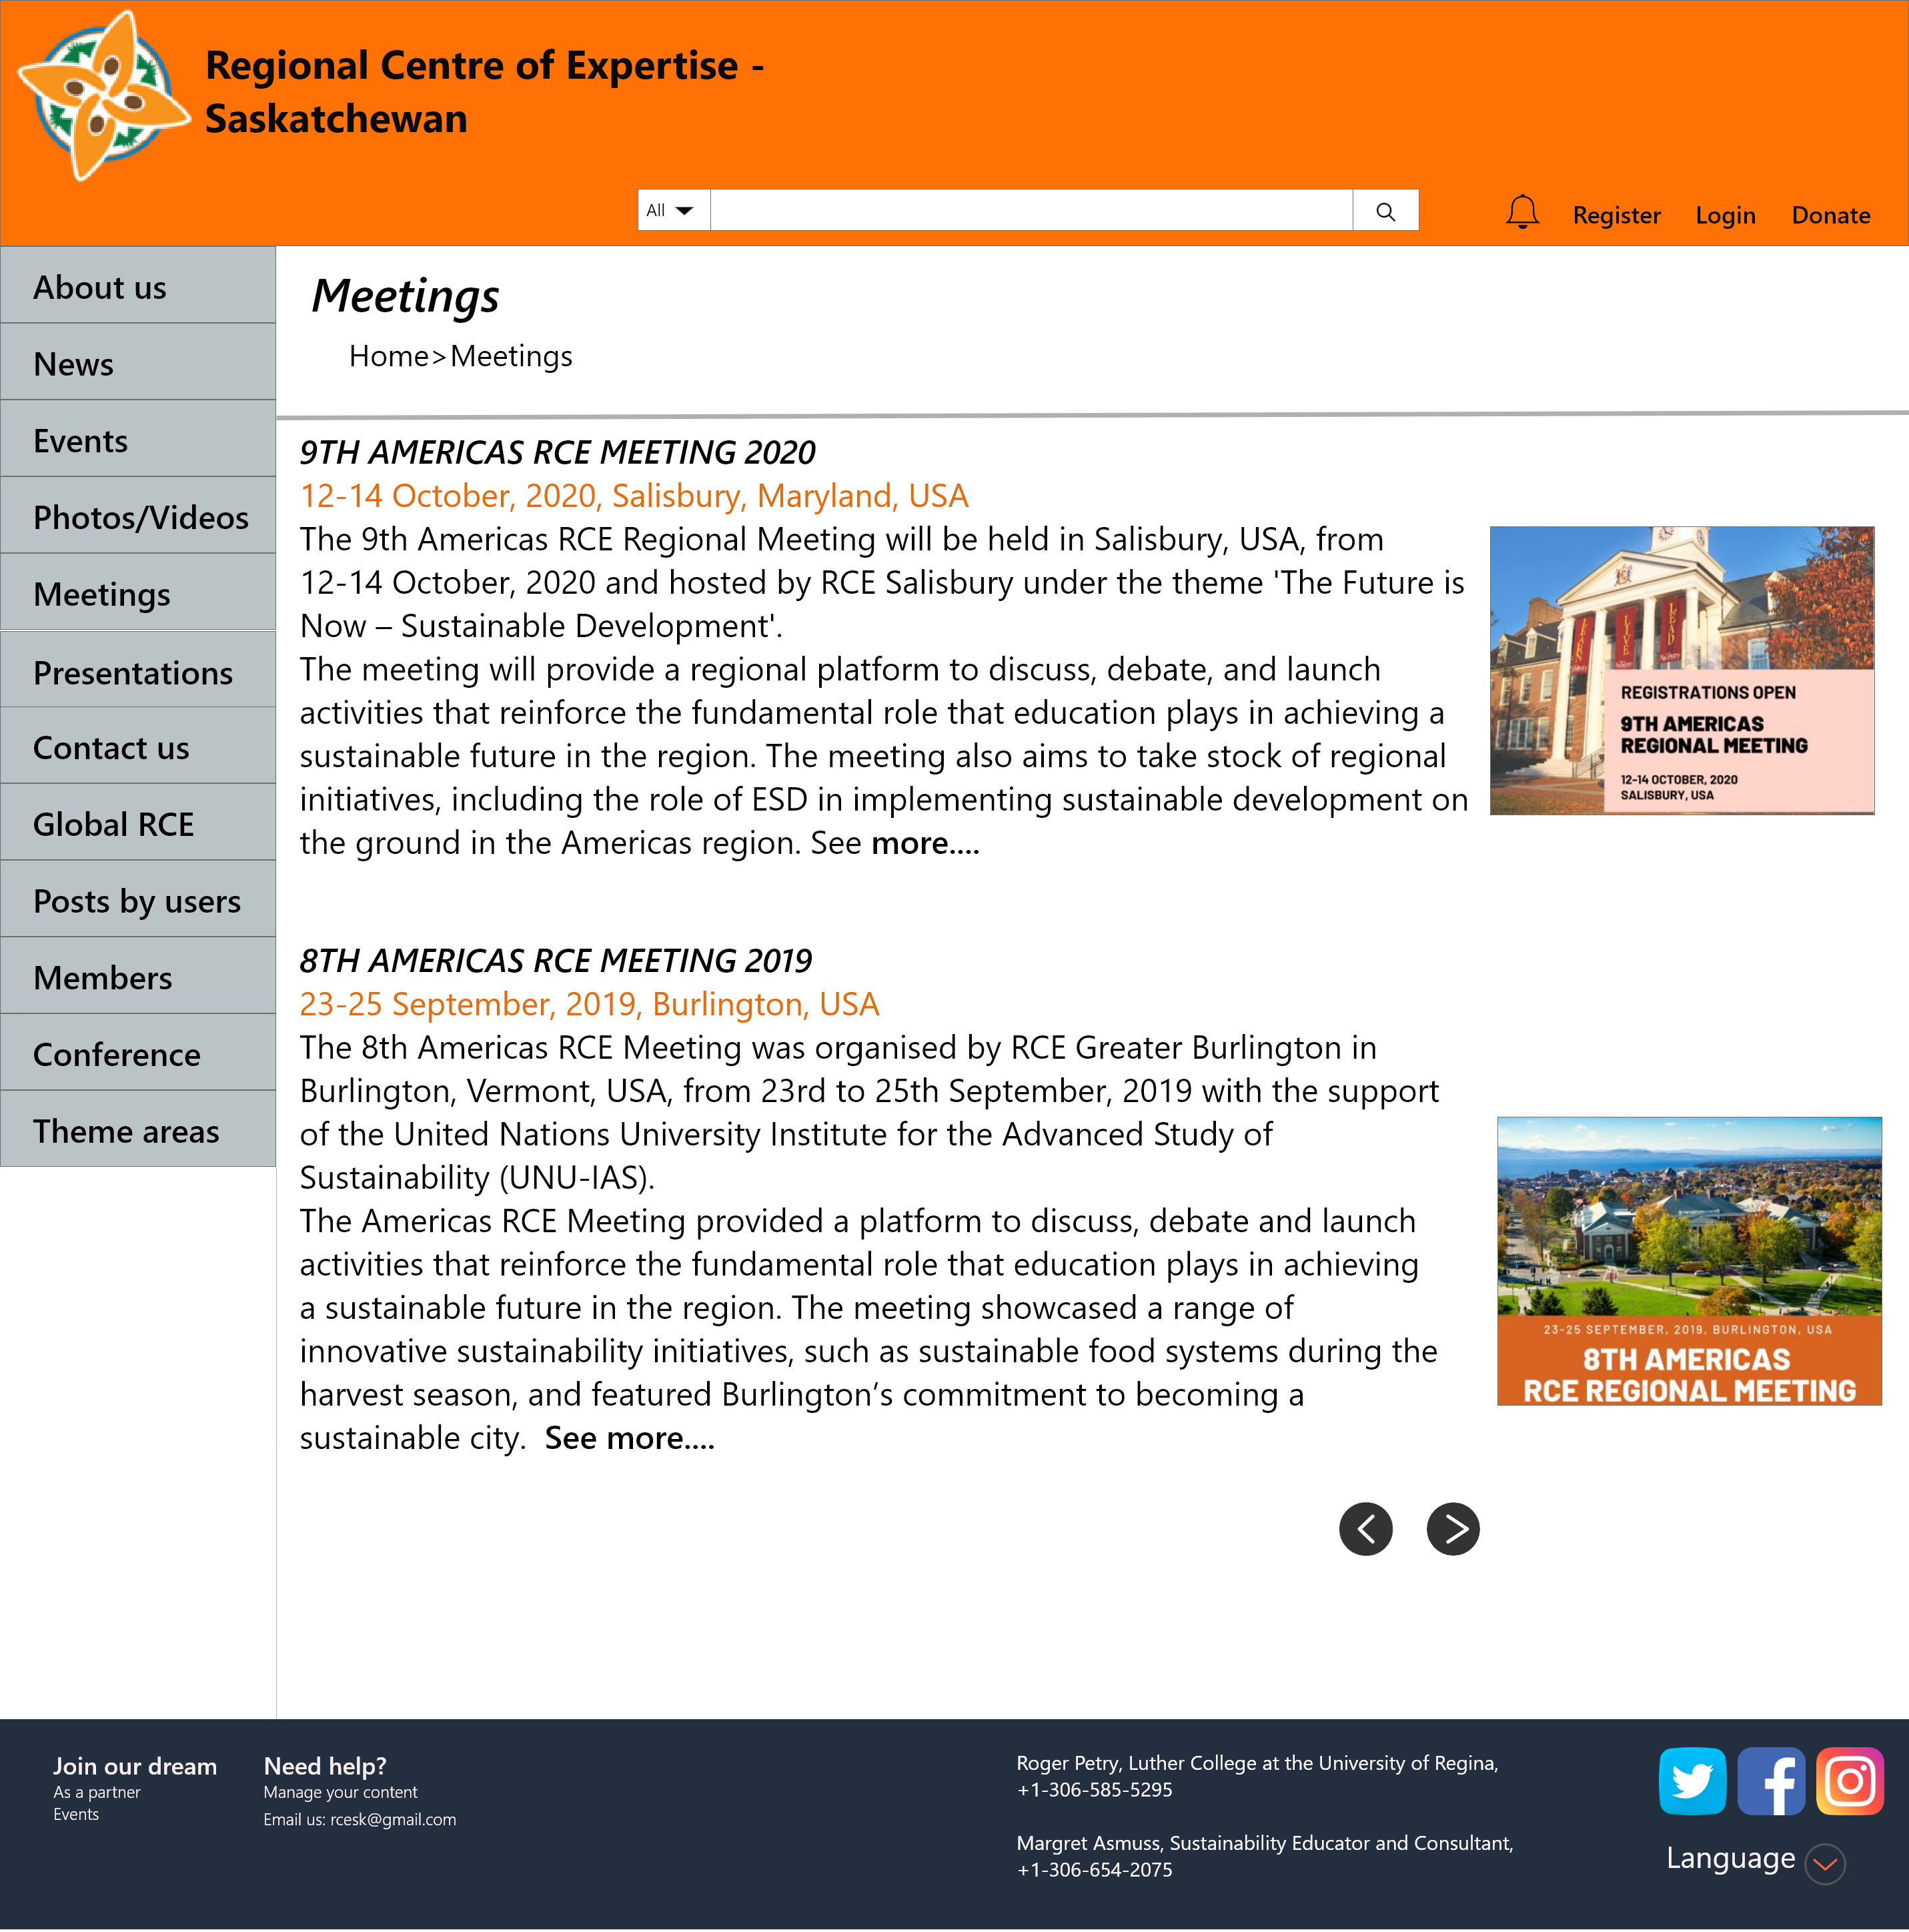 Regional Centre of Expertise -
Saskatchewan
All
Register
Login
Donate
About us
News
Events
Photos/Videos
Meetings
Presentations
Contact us
Global RCE
Posts by users
Members
Conference
Theme areas
Meetings
Home>Meetings
9TH AMERICAS RCE MEETING 2020
12-14 October, 2020, Salisbury, Maryland, USA
The 9th Americas RCE Regional Meeting will be held in Salisbury, USA, from
12-14 October, 2020 and hosted by RCE Salisbury under the theme 'The Future is
Now – Sustainable Development'.
The meeting will provide a regional platform to discuss, debate, and launch
activities that reinforce the fundamental role that education plays in achieving a
sustainable future in the region. The meeting also aims to take stock of regional
initiatives, including the role of ESD in implementing sustainable development on
the ground in the Americas region. See more....
LEARN
LIVE
LEAD
REGISTRATIONS OPEN
9TH AMERICAS
REGIONAL MEETING
12-14 OCTOBER, 2020
SALISBURY, USA
8TH AMERICAS RCE MEETING 2019
23-25 September, 2019, Burlington, USA
The 8th Americas RCE Meeting was organised by RCE Greater Burlington in
Burlington, Vermont, USA, from 23rd to 25th September, 2019 with the support
of the United Nations University Institute for the Advanced Study of
Sustainability (UNU-IAS).
The Americas RCE Meeting provided a platform to discuss, debate and launch
activities that reinforce the fundamental role that education plays in achieving
a sustainable future in the region. The meeting showcased a range of
innovative sustainability initiatives, such as sustainable food systems during the
harvest season, and featured Burlington’s commitment to becoming a
sustainable city. See more....
23-25 SEPTEMBER, 2019, BURLINGTON, USA
8TH AMERICAS
RCE REGIONAL MEETING
Join our dream
As a partner
Events
Need help?
Manage your content
Email us: rcesk@gmail.com
Roger Petry, Luther College at the University of Regina,
+1-306-585-5295
Margret Asmuss, Sustainability Educator and Consultant,
+1-306-654-2075
Language